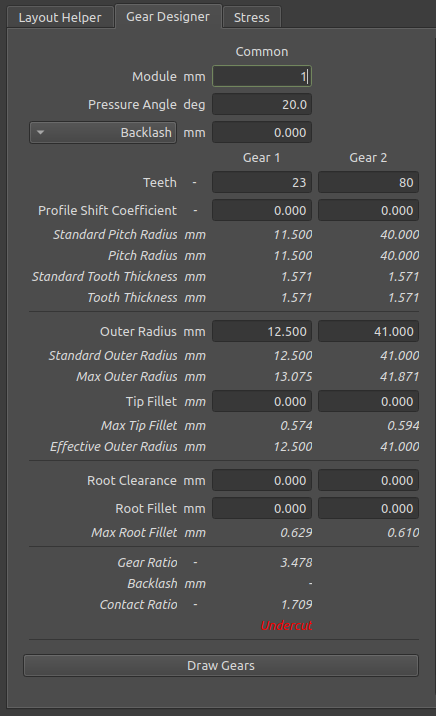 Layout Helper Gear Designer Stress
Common
Module mm 1
Pressure Angle deg 20.0
Backlash mm 0.000
Gear 1 Gear 2
Teeth - 23 80
Profile Shift Coefficient - 0.000 0.000
Standard Pitch Radius mm 11.500 40.000
Pitch Radius mm 11.500 40.000
Standard Tooth Thickness mm 1.571 1.571
Tooth Thickness mm 1.571 1.571
Outer Radius mm 12.500 41.000
Standard Outer Radius mm 12.500 41.000
Max Outer Radius mm 13.075 41.871
Tip Fillet mm 0.000 0.000
Max Tip Fillet mm 0.574 0.594
Effective Outer Radius mm 12.500 41.000
Root Clearance mm 0.000 0.000
Root Fillet mm 0.000 0.000
Max Root Fillet mm 0.629 0.610
Gear Ratio - 3.478
Backlash mm -
Contact Ratio - 1.709
Undercut
Draw Gears